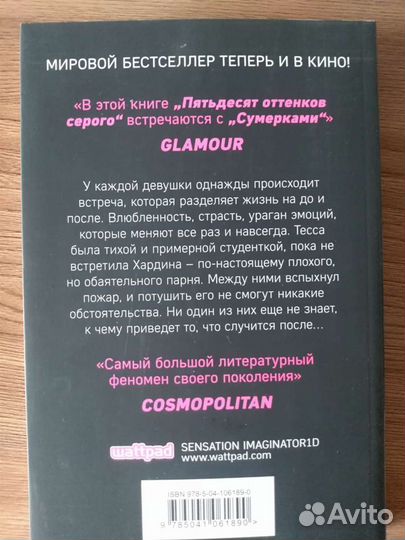 МИРОВОЙ БЕСТСЕЛЛЕР ТЕПЕРЬ И В КИНО!
«В этой книге „Пятьдесят оттенков
серого“ встречаются с „Сумерками“»
GLAMOUR
У каждой девушки однажды происходит
встреча, которая разделяет жизнь на до и
после. Влюбленность, страсть, ураган эмоций,
которые меняют все раз и навсегда. Тесса
была тихой и примерной студенткой, пока не
встретила Хардина – по-настоящему плохого,
но обаятельного парня. Между ними вспыхнул
пожар, и потушить его не смогут никакие
обстоятельства. Ни один из них еще не знает,
к чему приведет то, что случится после...
«Самый большой литературный
феномен своего поколения»
COSMOPOLITAN
wattpad SENSATION IMAGINATOR1D
www.wattpad.com
ISBN 978-5-04-106189-0
9785041061890>
Avito